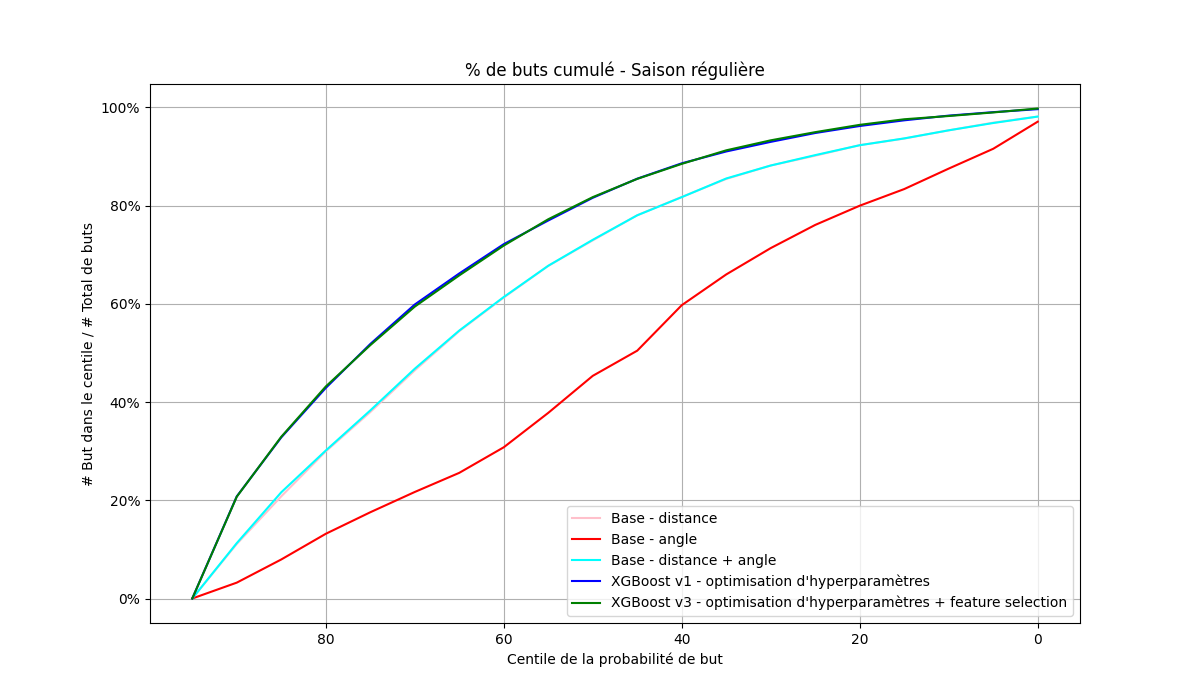 % de buts cumulé - Saison régulière
# But dans le centile / # Total de buts
100%
80%
60%
40%
20%
0%
80
60
40
20
0
Centile de la probabilité de but
Base - distance
Base - angle
Base - distance + angle
XGBoost v1 - optimisation d'hyperparamètres
XGBoost v3 - optimisation d'hyperparamètres + feature selection